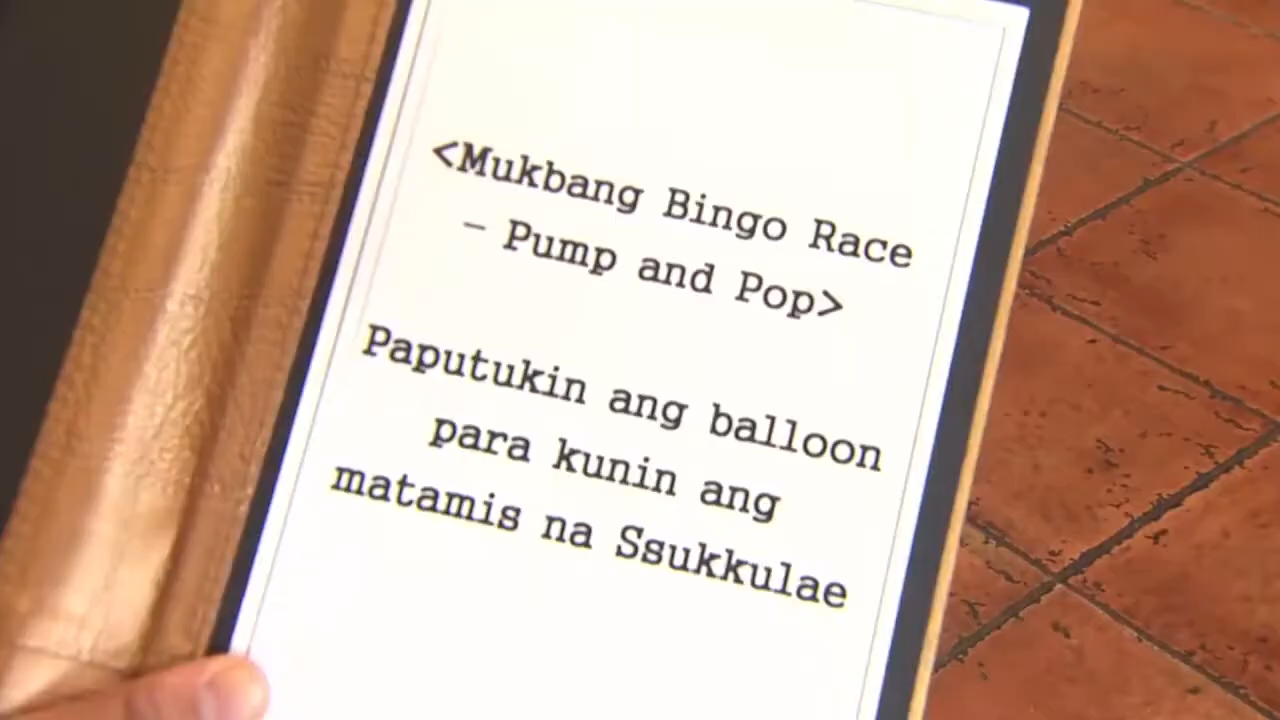 <Mukbang Bingo Race
- Pump and Pop>
Paputukin ang balloon
para kunin ang
matamis na Ssukkulae